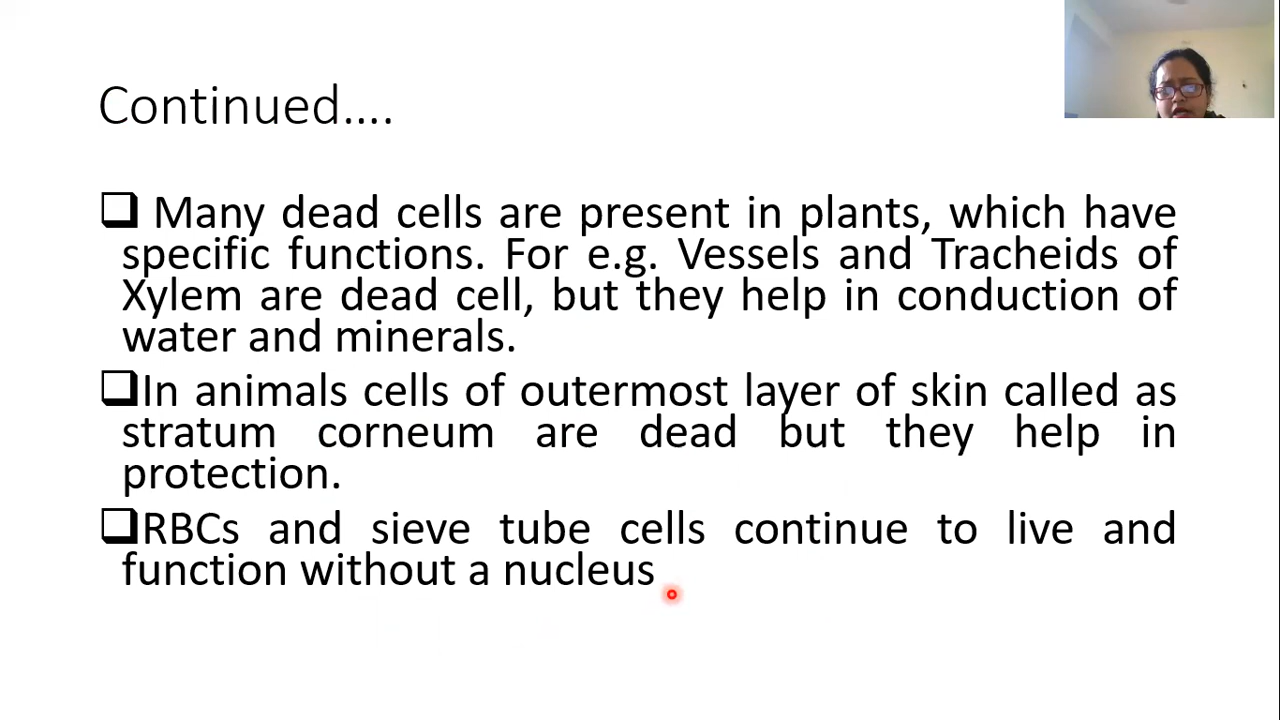 Continued....
Many dead cells are present in plants, which have
specific functions. For e.g. Vessels and Tracheids of
Xylem are dead cell, but they help in conduction of
water and minerals.
In animals cells of outermost layer of skin called as
stratum corneum are dead but they help in
protection.
RBCs and sieve tube cells continue to live and
function without a nucleus